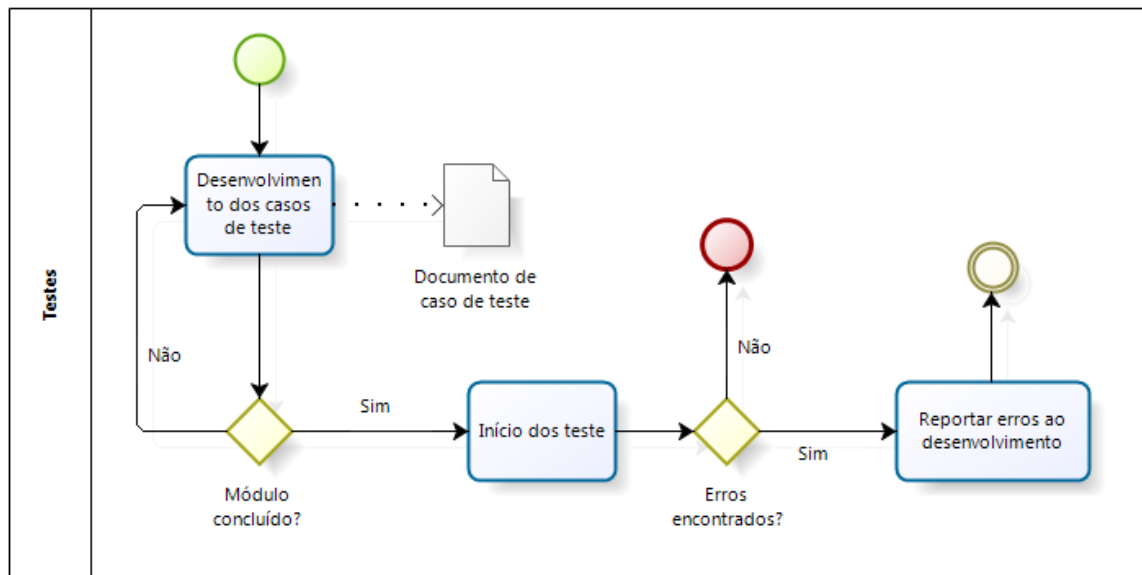 Testes
Desenvolvimen
to dos casos
de teste
Documento de
caso de teste
Não
Sim
Módulo
concluído?
Início dos teste
Não
Sim
Erros
encontrados?
Reportar erros ao
desenvolvimento